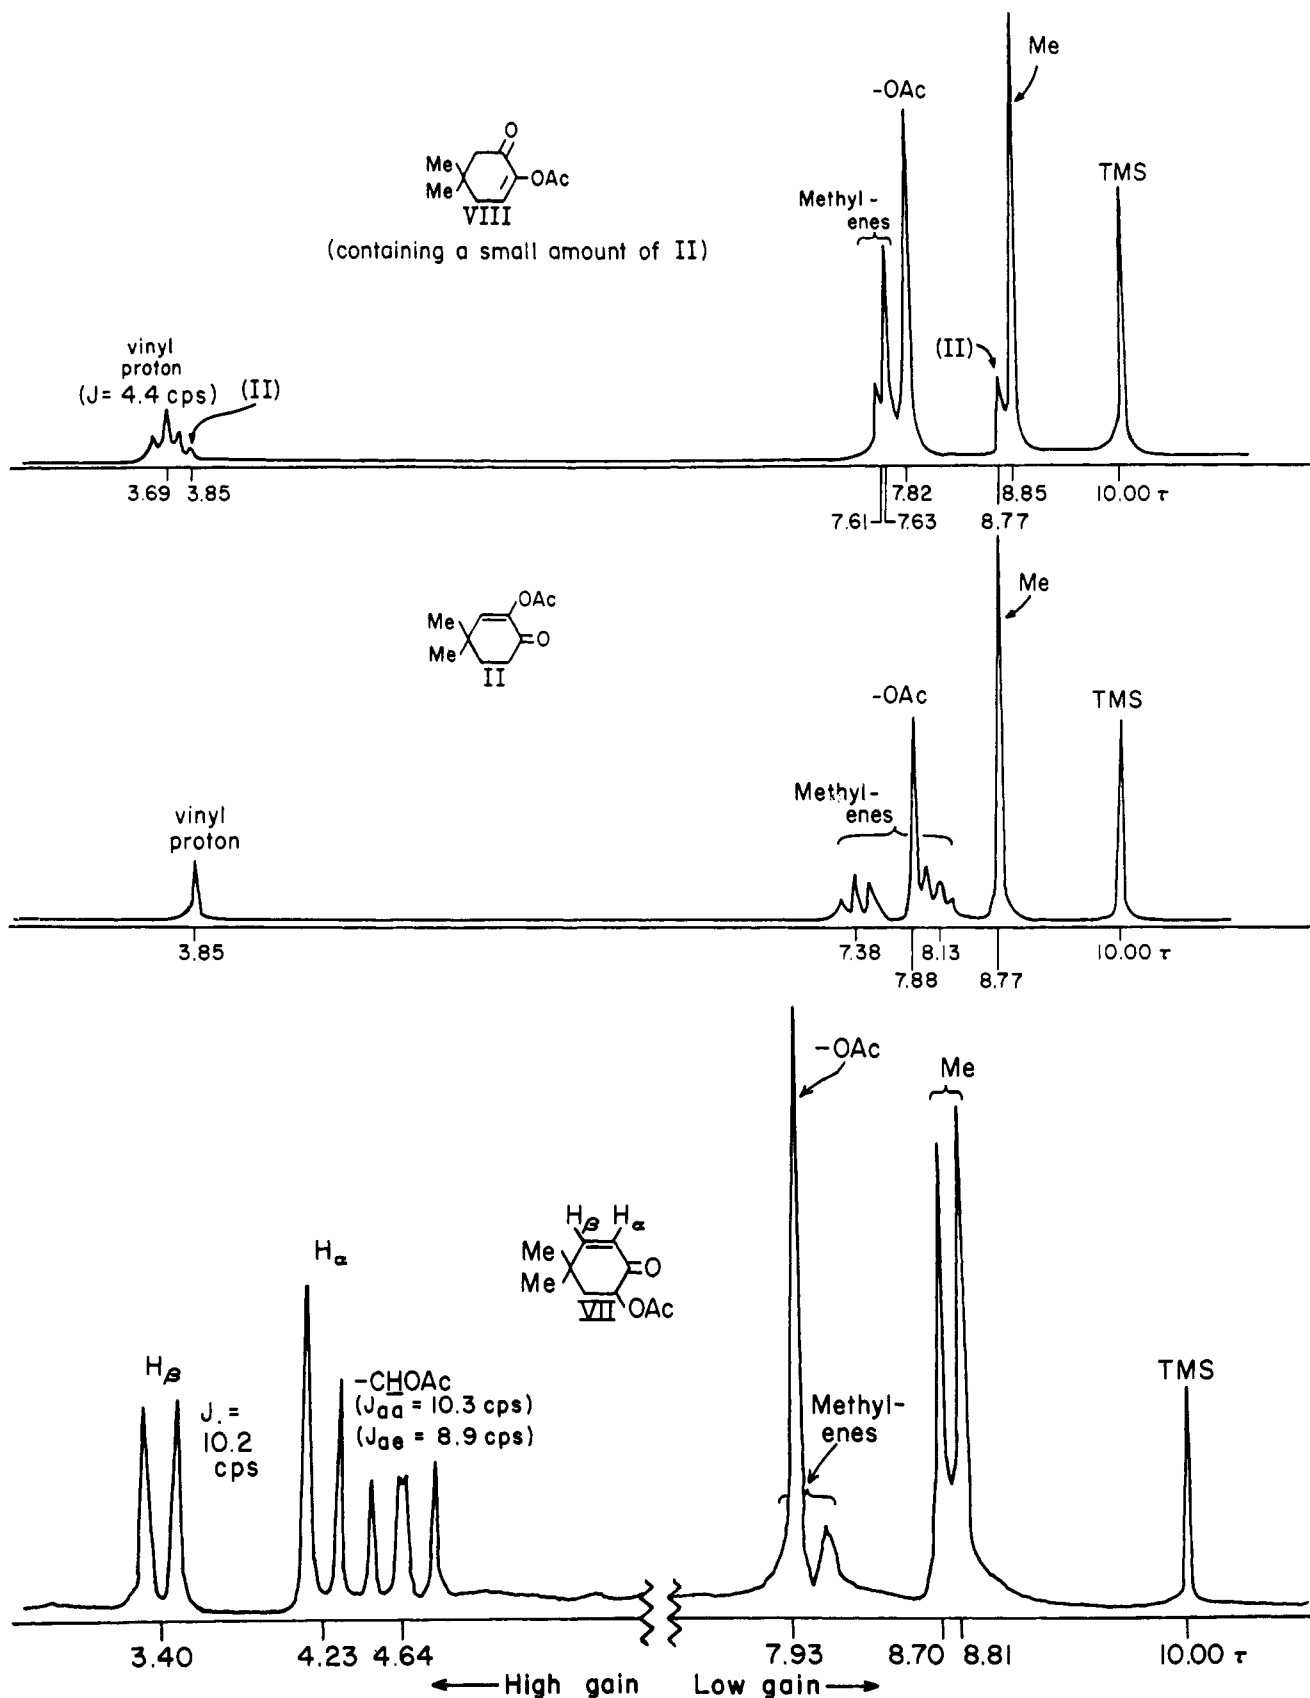 Me
-OAc
O
Me
Me
OAc
VIII
(containing a small amount of II)
TMS
Methyl-
enes
vinyl
proton
(J= 4.4 cps)
(II)
(II)
3.69
3.85
7.82
8.85
10.00 τ
7.61
7.63
8.77
Me
OAc
Me
Me
O
II
-OAc
TMS
Methyl-
enes
vinyl
proton
3.85
7.38
8.13
10.00 τ
7.88
8.77
-OAc
Me
Hβ
Hα
Me
Me
O
VII
OAc
Hα
Hβ
J.=
10.2
cps
-CHOAc
(Jaa = 10.3 cps)
(Jae = 8.9 cps)
Methyl-
enes
TMS
3.40
4.23
4.64
7.93
8.70
8.81
10.00 τ
High gain
Low gain